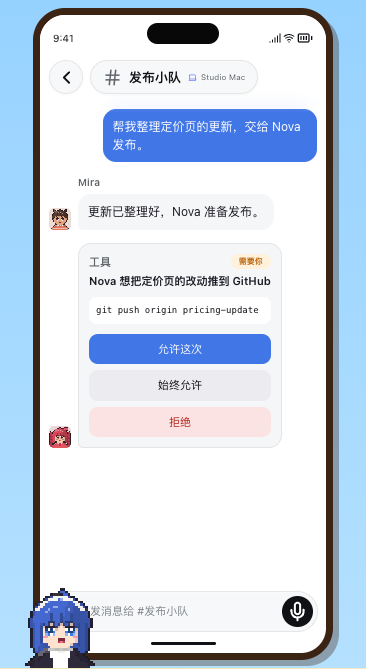 9:41
发布小队 Studio Mac
帮我整理定价页的更新，交给 Nova
发布。
Mira
更新已整理好，Nova 准备发布。
工具 需要你
Nova 想把定价页的改动推到 GitHub
git push origin pricing-update
允许这次
始终允许
拒绝
发消息给 #发布小队